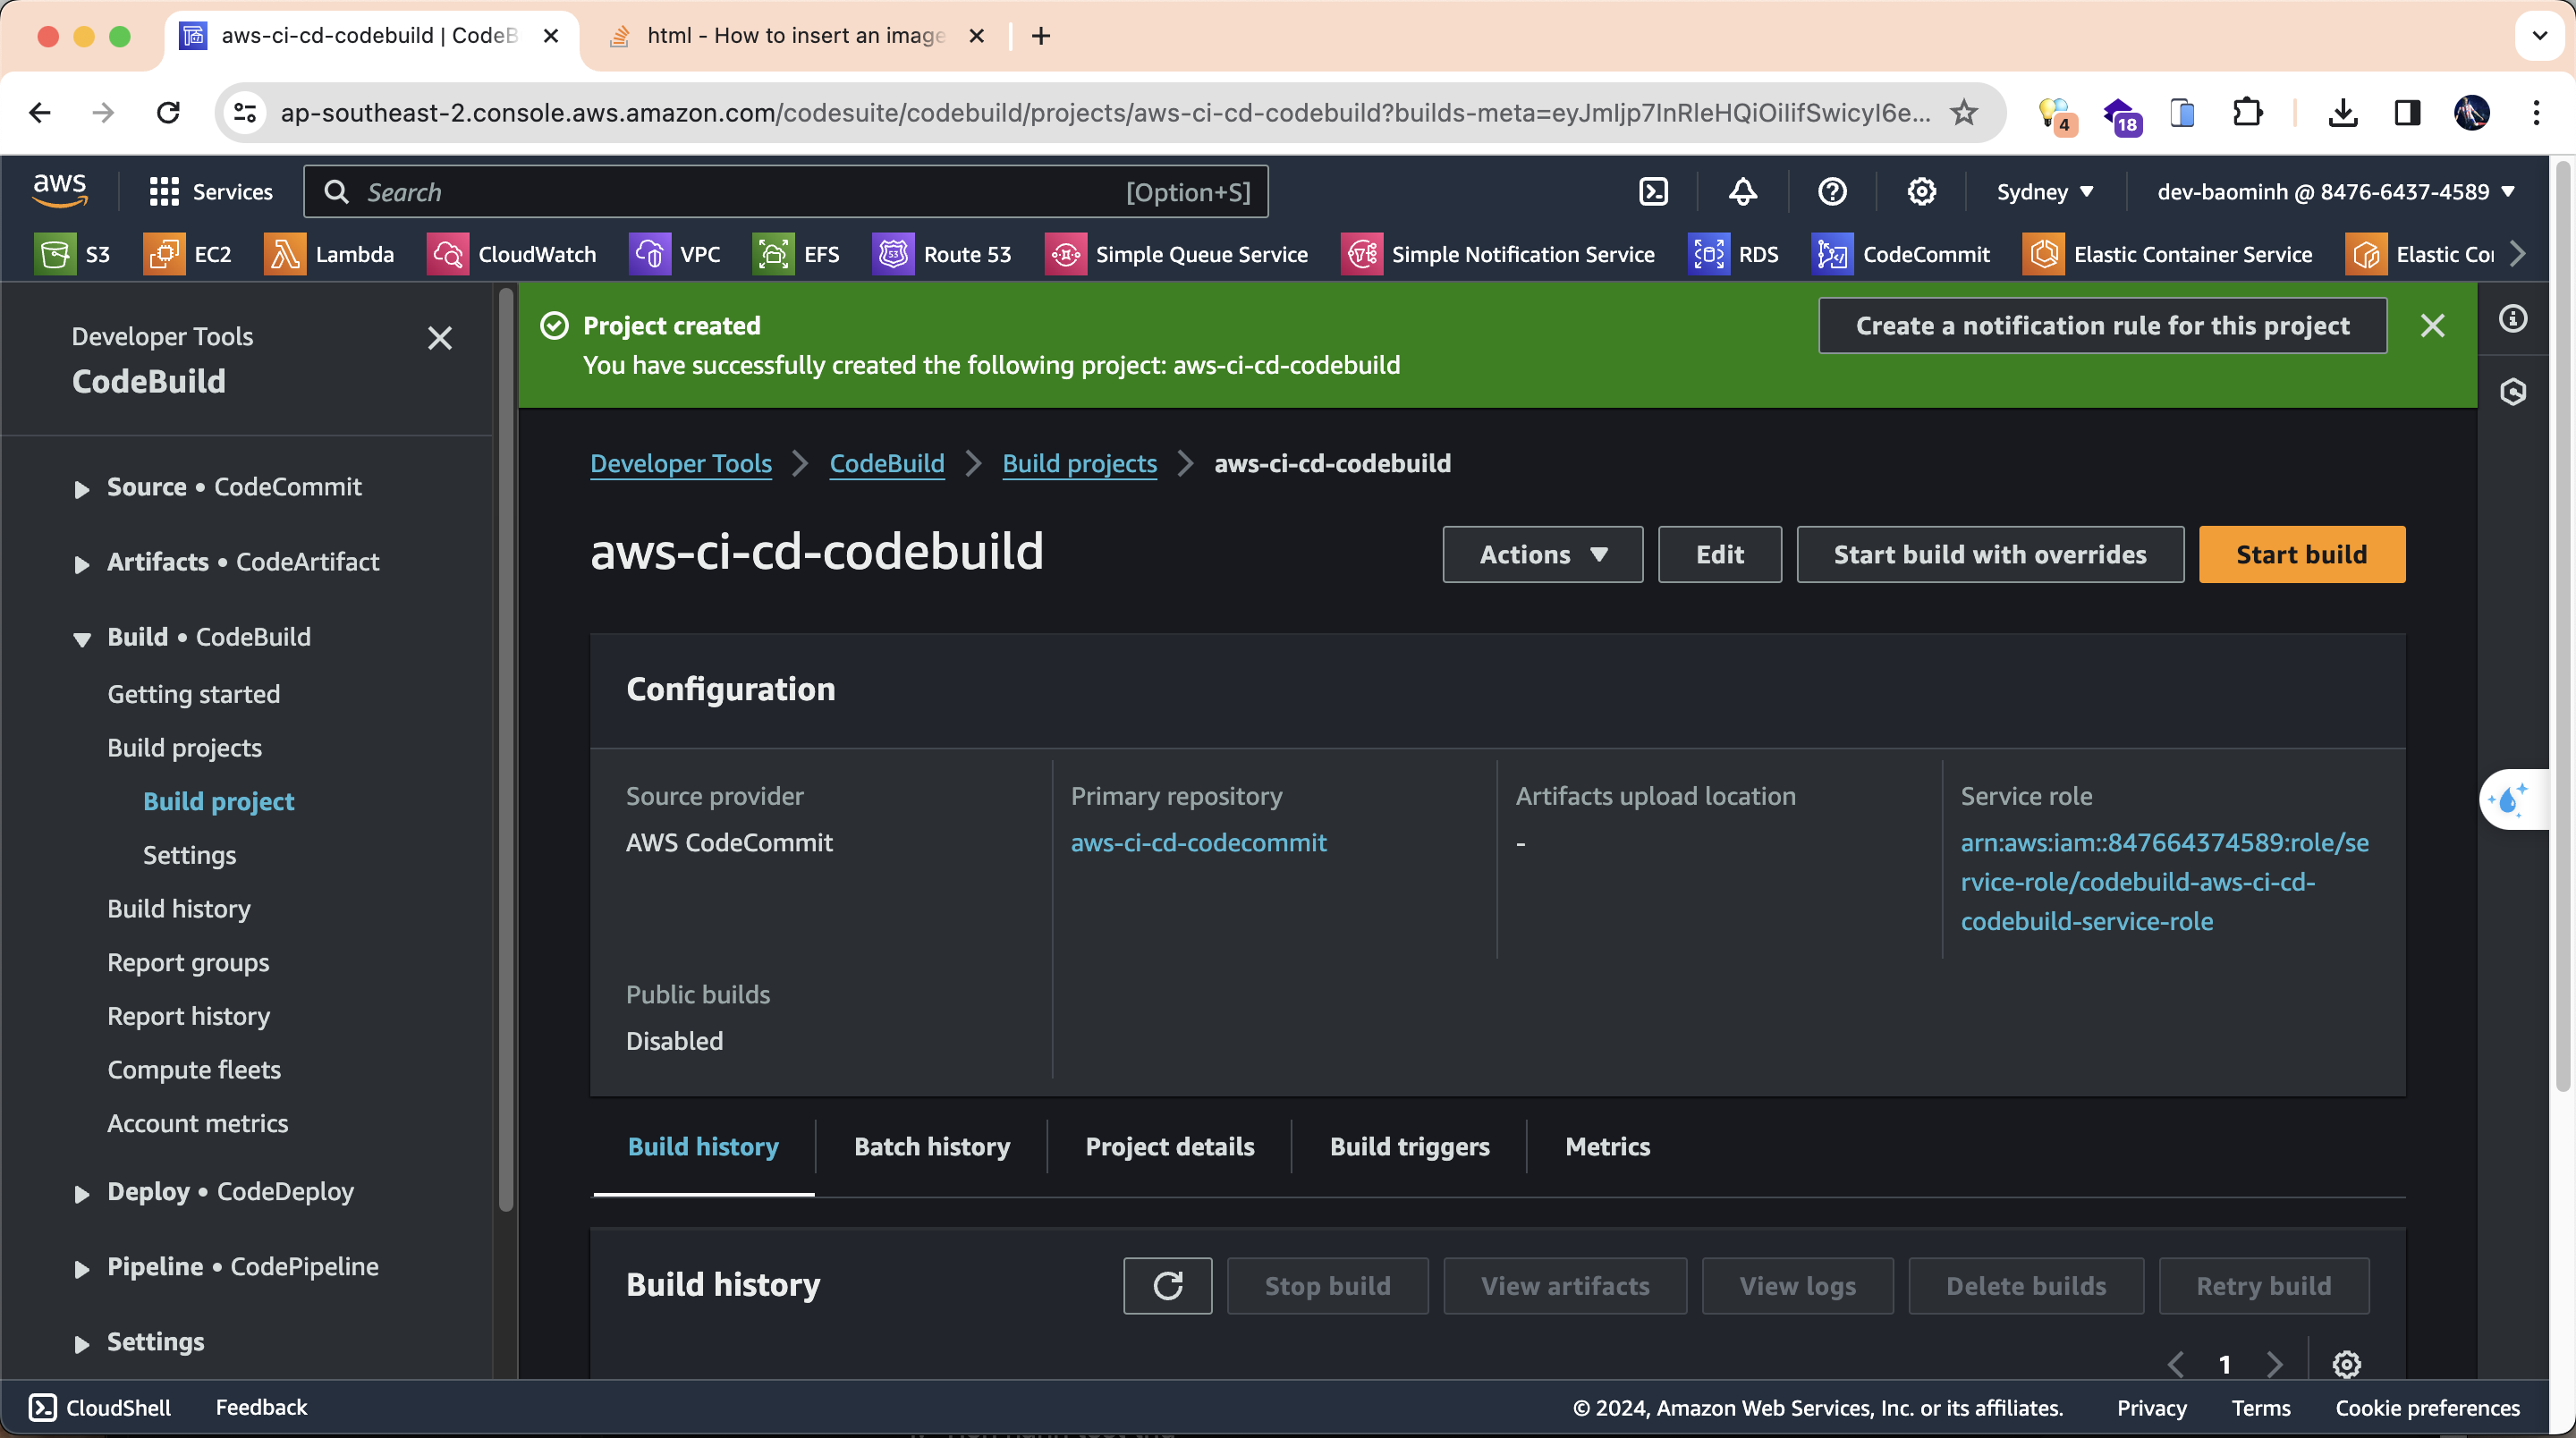 aws-ci-cd-codebuild | CodeB
html - How to insert an image
ap-southeast-2.console.aws.amazon.com/codesuite/codebuild/projects/aws-ci-cd-codebuild?builds-meta=eyJmIjp7InRleHQiOiIifSwicyI6e...
4
18
aws
Services
Search
[Option+S]
Sydney
dev-baominh @ 8476-6437-4589
S3
EC2
Lambda
CloudWatch
VPC
EFS
Route 53
Simple Queue Service
Simple Notification Service
RDS
CodeCommit
Elastic Container Service
Elastic Co
Developer Tools
CodeBuild
Source • CodeCommit
Artifacts • CodeArtifact
Build • CodeBuild
Getting started
Build projects
Build project
Settings
Build history
Report groups
Report history
Compute fleets
Account metrics
Deploy • CodeDeploy
Pipeline • CodePipeline
Settings
Project created
You have successfully created the following project: aws-ci-cd-codebuild
Create a notification rule for this project
Developer Tools
CodeBuild
Build projects
aws-ci-cd-codebuild
aws-ci-cd-codebuild
Actions
Edit
Start build with overrides
Start build
Configuration
Source provider
AWS CodeCommit
Primary repository
aws-ci-cd-codecommit
Artifacts upload location
-
Service role
arn:aws:iam::847664374589:role/se
rvice-role/codebuild-aws-ci-cd-
codebuild-service-role
Public builds
Disabled
Build history
Batch history
Project details
Build triggers
Metrics
Build history
Stop build
View artifacts
View logs
Delete builds
Retry build
1
CloudShell
Feedback
© 2024, Amazon Web Services, Inc. or its affiliates.
Privacy
Terms
Cookie preferences